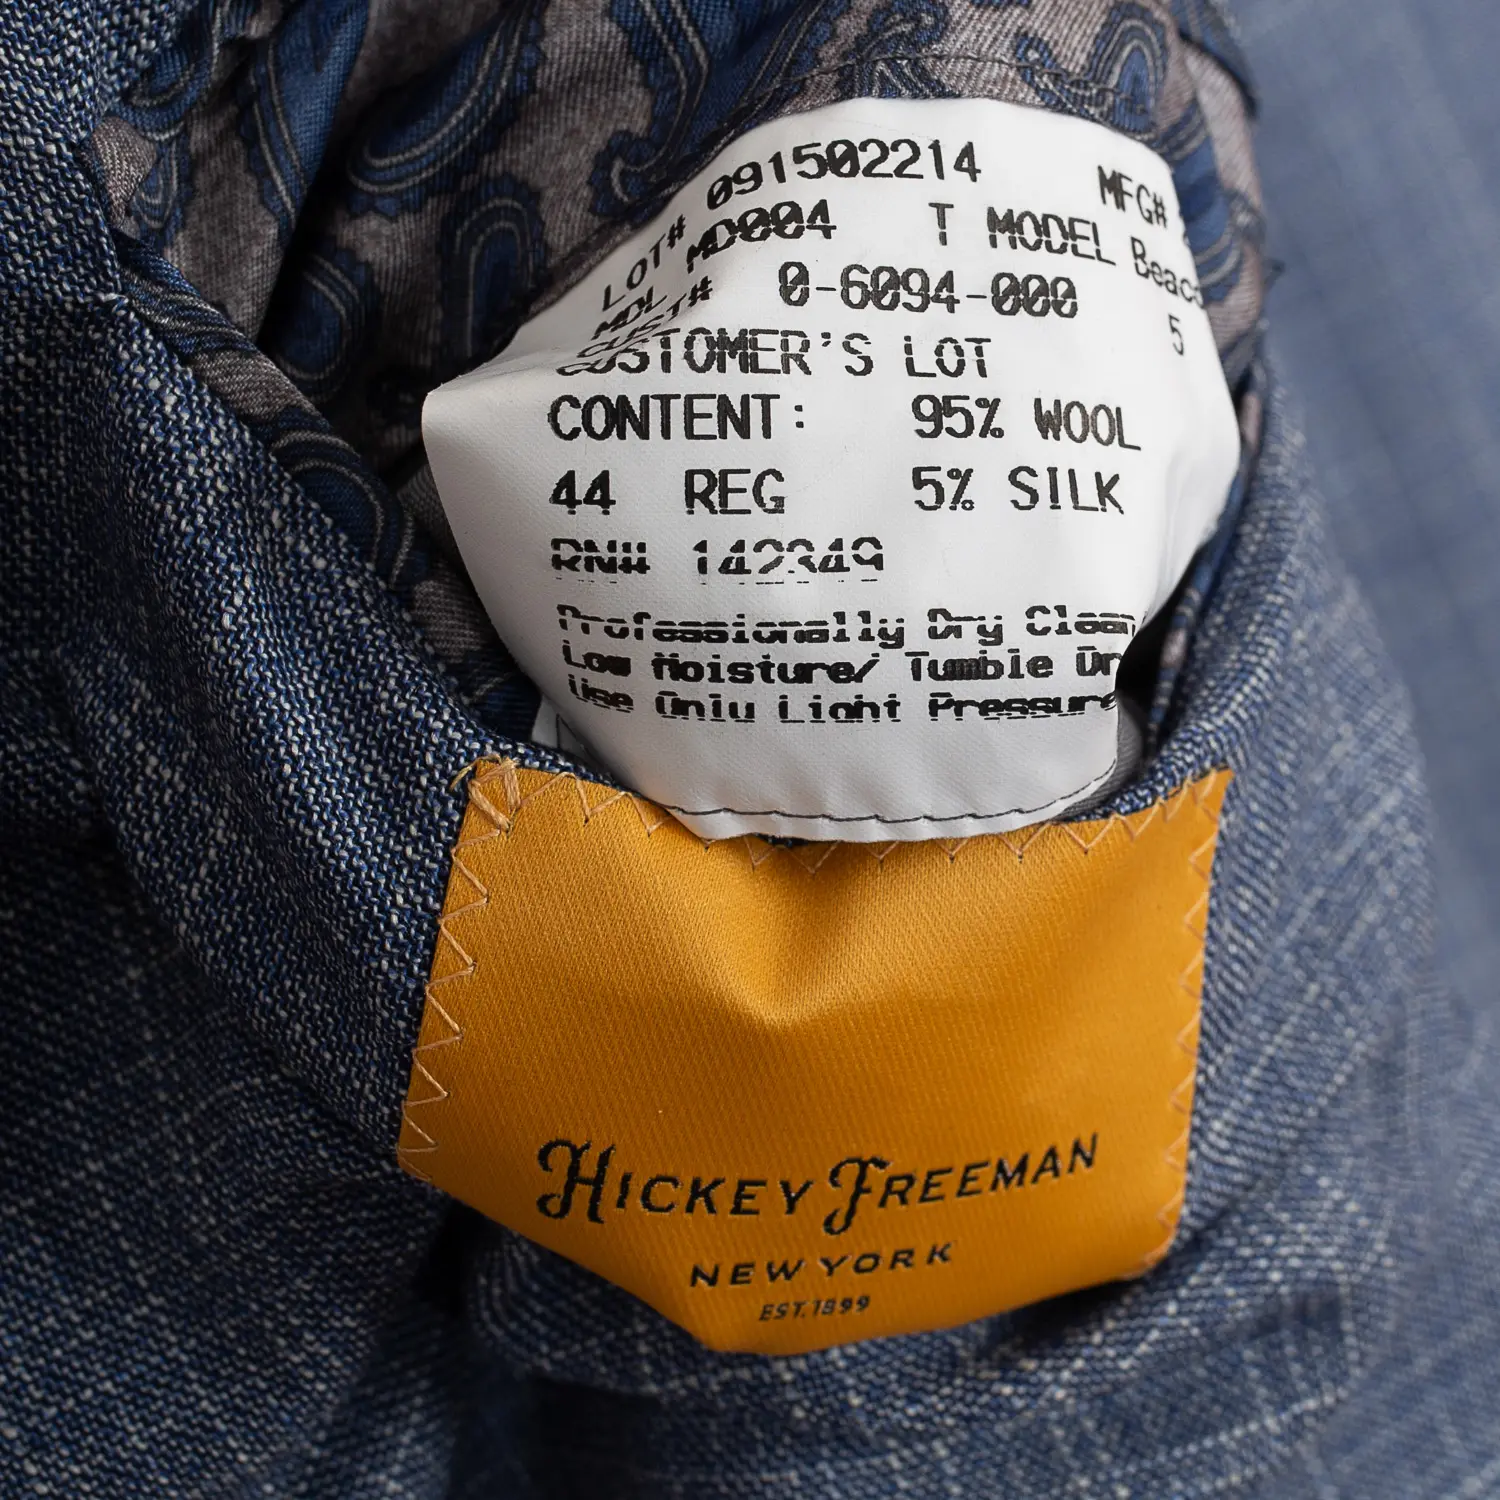 LOT# 091502214 MFG#
MDL MD004 T MODEL
CUST# 0-6094-000 5
CUSTOMER'S LOT
CONTENT: 95% WOOL
44 REG 5% SILK
RN# 142349
Professionally Dry Clean
Low Moisture/ Tumble
Use Only Light Pressure
HICKEY FREEMAN
NEW YORK
EST. 1899